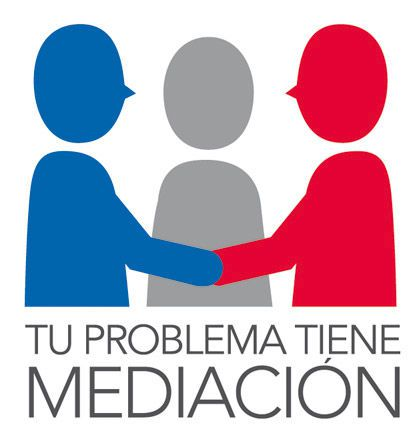 TU PROBLEMA TIENE
MEDIACIÓN